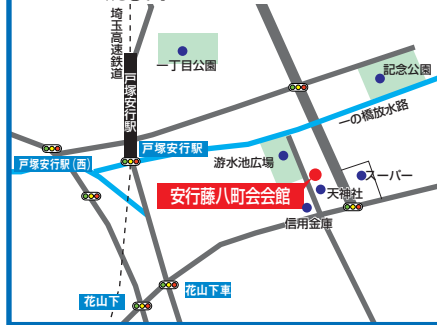 埼玉高速鉄道
一丁目公園
戸塚安行駅
記念公園
一の橋放水路
戸塚安行駅(西)
戸塚安行駅
游水池広場
安行藤八町会会館
スーパー
天神社
信用金庫
花山下車
花山下